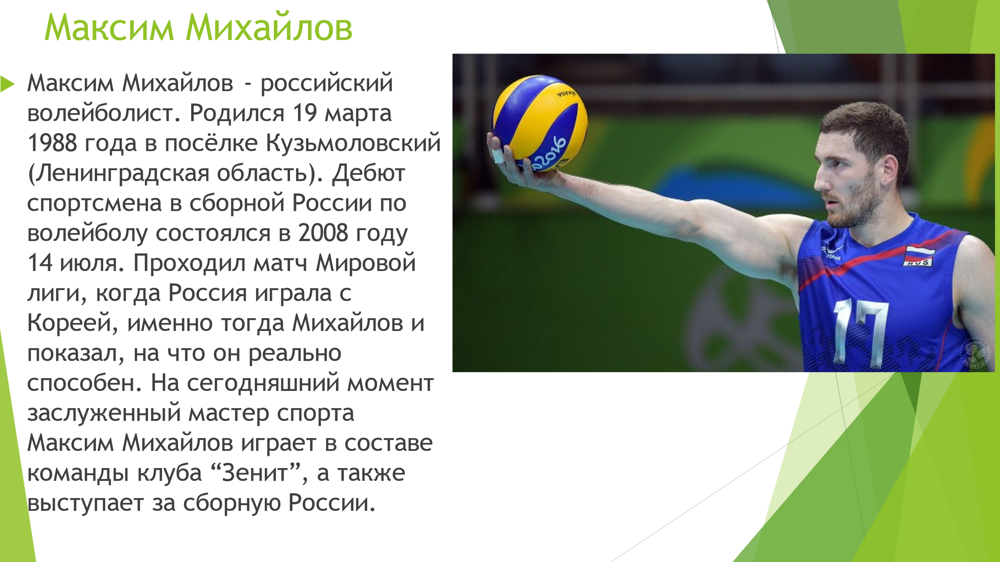 Максим Михайлов
Максим Михайлов - российский
волейболист. Родился 19 марта
1988 года в посёлке Кузьмоловский
(Ленинградская область). Дебют
спортсмена в сборной России по
волейболу состоялся в 2008 году
14 июля. Проходил матч Мировой
лиги, когда Россия играла с
Кореей, именно тогда Михайлов и
показал, на что он реально
способен. На сегодняшний момент
заслуженный мастер спорта
Максим Михайлов играет в составе
команды клуба “Зенит”, а также
выступает за сборную России.
MIKASA
2016
RUS
17